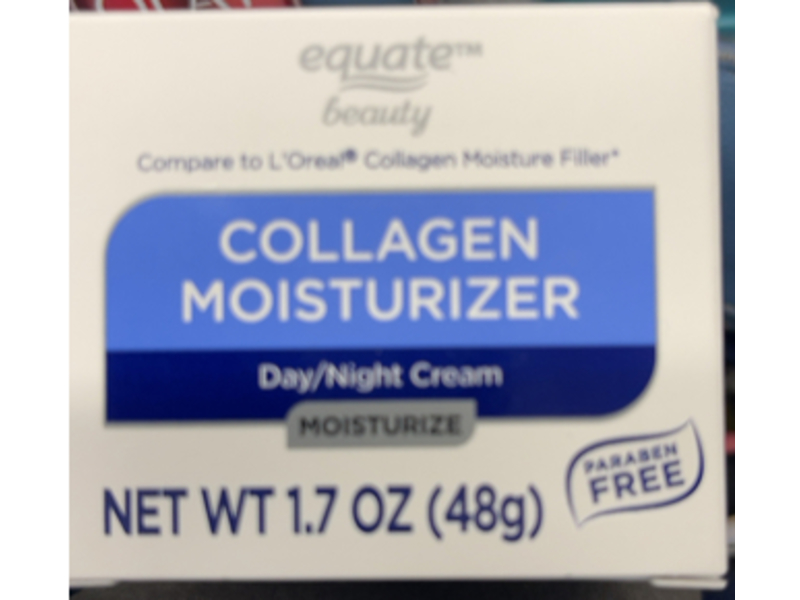 equate™
beauty
Compare to L'Oreal® Collagen Moisture Filler*
COLLAGEN
MOISTURIZER
Day/Night Cream
MOISTURIZE
PARABEN
FREE
NET WT 1.7 OZ (48g)